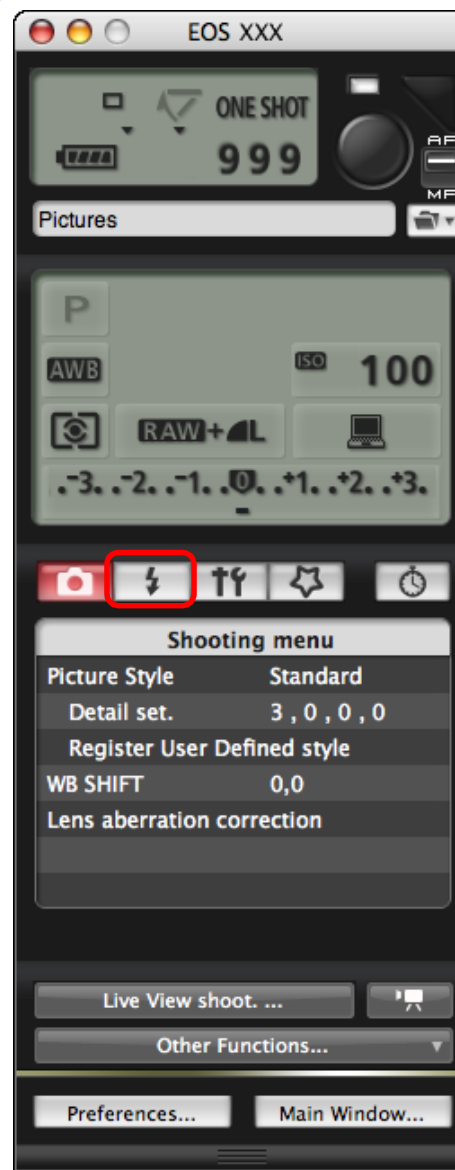 EOS XXX
ONE SHOT
999
AF
MF
Pictures
P
AWB
ISO 100
RAW+L
.-3. .-2. .-1. .0. .+1. .+2. .+3.
Shooting menu
Picture Style Standard
Detail set. 3 , 0 , 0 , 0
Register User Defined style
WB SHIFT 0,0
Lens aberration correction
Live View shoot. ...
Other Functions...
Preferences... Main Window...